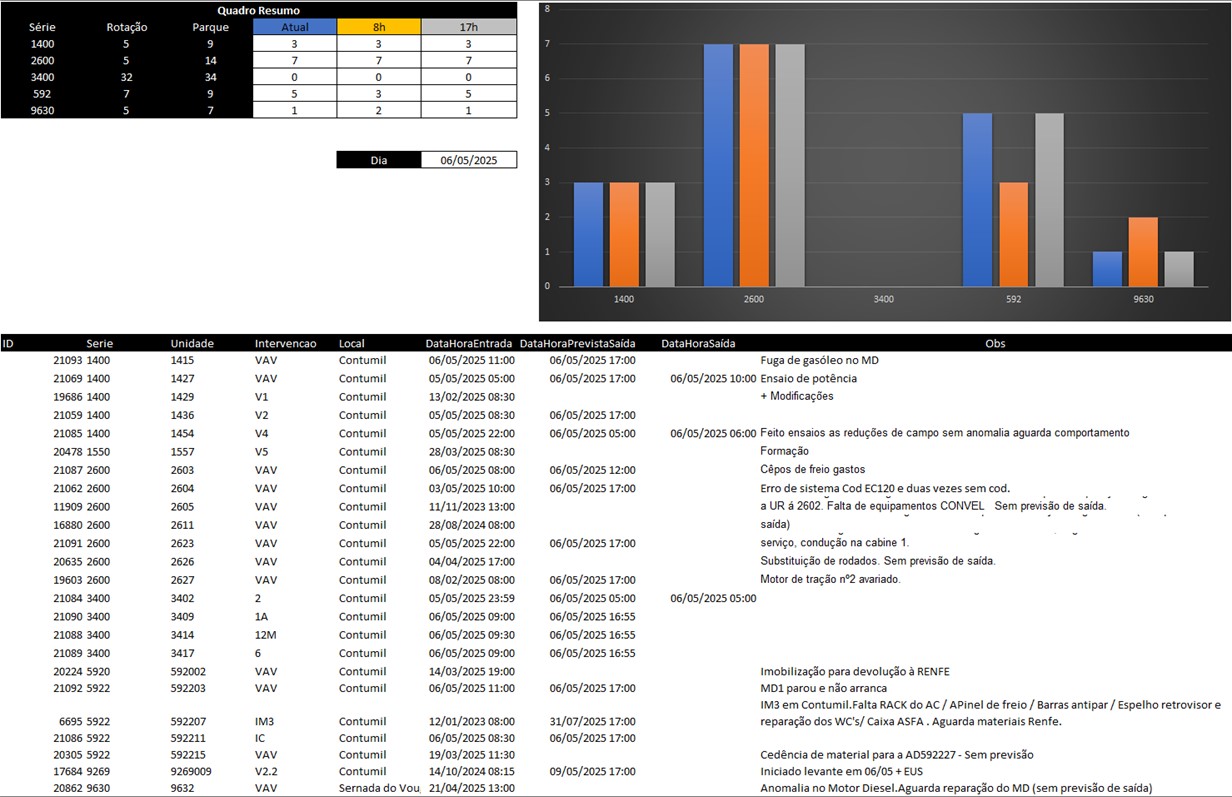 Quadro Resumo
Série Rotação Parque Atual 8h 17h
1400 5 9 3 3 3
2600 5 14 7 7 7
3400 32 34 0 0 0
592 7 9 5 3 5
9630 5 7 1 2 1
Dia 06/05/2025
8
7
6
5
4
3
2
1
0
1400 2600 3400 592 9630
ID Serie Unidade Intervencao Local DataHoraEntrada DataHoraPrevistaSaída DataHoraSaída Obs
21093 1400 1415 VAV Contumil 06/05/2025 11:00 06/05/2025 17:00 Fuga de gasóleo no MD
21069 1400 1427 VAV Contumil 05/05/2025 05:00 06/05/2025 17:00 06/05/2025 10:00 Ensaio de potência
19686 1400 1429 V1 Contumil 13/02/2025 08:30 + Modificações
21059 1400 1436 V2 Contumil 05/05/2025 08:30 06/05/2025 17:00
21085 1400 1454 V4 Contumil 05/05/2025 22:00 06/05/2025 05:00 06/05/2025 06:00 Feito ensaios as reduções de campo sem anomalia aguarda comportamento
20478 1550 1557 V5 Contumil 28/03/2025 08:30 Formação
21087 2600 2603 VAV Contumil 06/05/2025 08:00 06/05/2025 12:00 Cêpos de freio gastos
21062 2600 2604 VAV Contumil 03/05/2025 10:00 06/05/2025 17:00 Erro de sistema Cod EC120 e duas vezes sem cod.
11909 2600 2605 VAV Contumil 11/11/2023 13:00 a UR á 2602. Falta de equipamentos CONVEL Sem previsão de saída.
16880 2600 2611 VAV Contumil 28/08/2024 08:00 saída)
21091 2600 2623 VAV Contumil 05/05/2025 22:00 06/05/2025 17:00 serviço, condução na cabine 1.
20635 2600 2626 VAV Contumil 04/04/2025 17:00 Substituição de rodados. Sem previsão de saída.
19603 2600 2627 VAV Contumil 08/02/2025 08:00 06/05/2025 17:00 Motor de tração nº2 avariado.
21084 3400 3402 2 Contumil 05/05/2025 23:59 06/05/2025 05:00 06/05/2025 05:00
21090 3400 3409 1A Contumil 06/05/2025 09:00 06/05/2025 16:55
21088 3400 3414 12M Contumil 06/05/2025 09:30 06/05/2025 16:55
21089 3400 3417 6 Contumil 06/05/2025 09:00 06/05/2025 16:55
20224 5920 592002 VAV Contumil 14/03/2025 19:00 Imobilização para devolução à RENFE
21092 5922 592203 VAV Contumil 06/05/2025 11:00 06/05/2025 17:00 MD1 parou e não arranca
IM3 em Contumil.Falta RACK do AC / APinel de freio / Barras antipar / Espelho retrovisor e
6695 5922 592207 IM3 Contumil 12/01/2023 08:00 31/07/2025 17:00 reparação dos WC's/ Caixa ASFA . Aguarda materiais Renfe.
21086 5922 592211 IC Contumil 06/05/2025 08:30 06/05/2025 17:00
20305 5922 592215 VAV Contumil 19/03/2025 11:30 Cedência de material para a AD592227 - Sem previsão
17684 9269 9269009 V2.2 Contumil 14/10/2024 08:15 09/05/2025 17:00 Iniciado levante em 06/05 + EUS
20862 9630 9632 VAV Sernada do Vou 21/04/2025 13:00 Anomalia no Motor Diesel.Aguarda reparação do MD (sem previsão de saída)